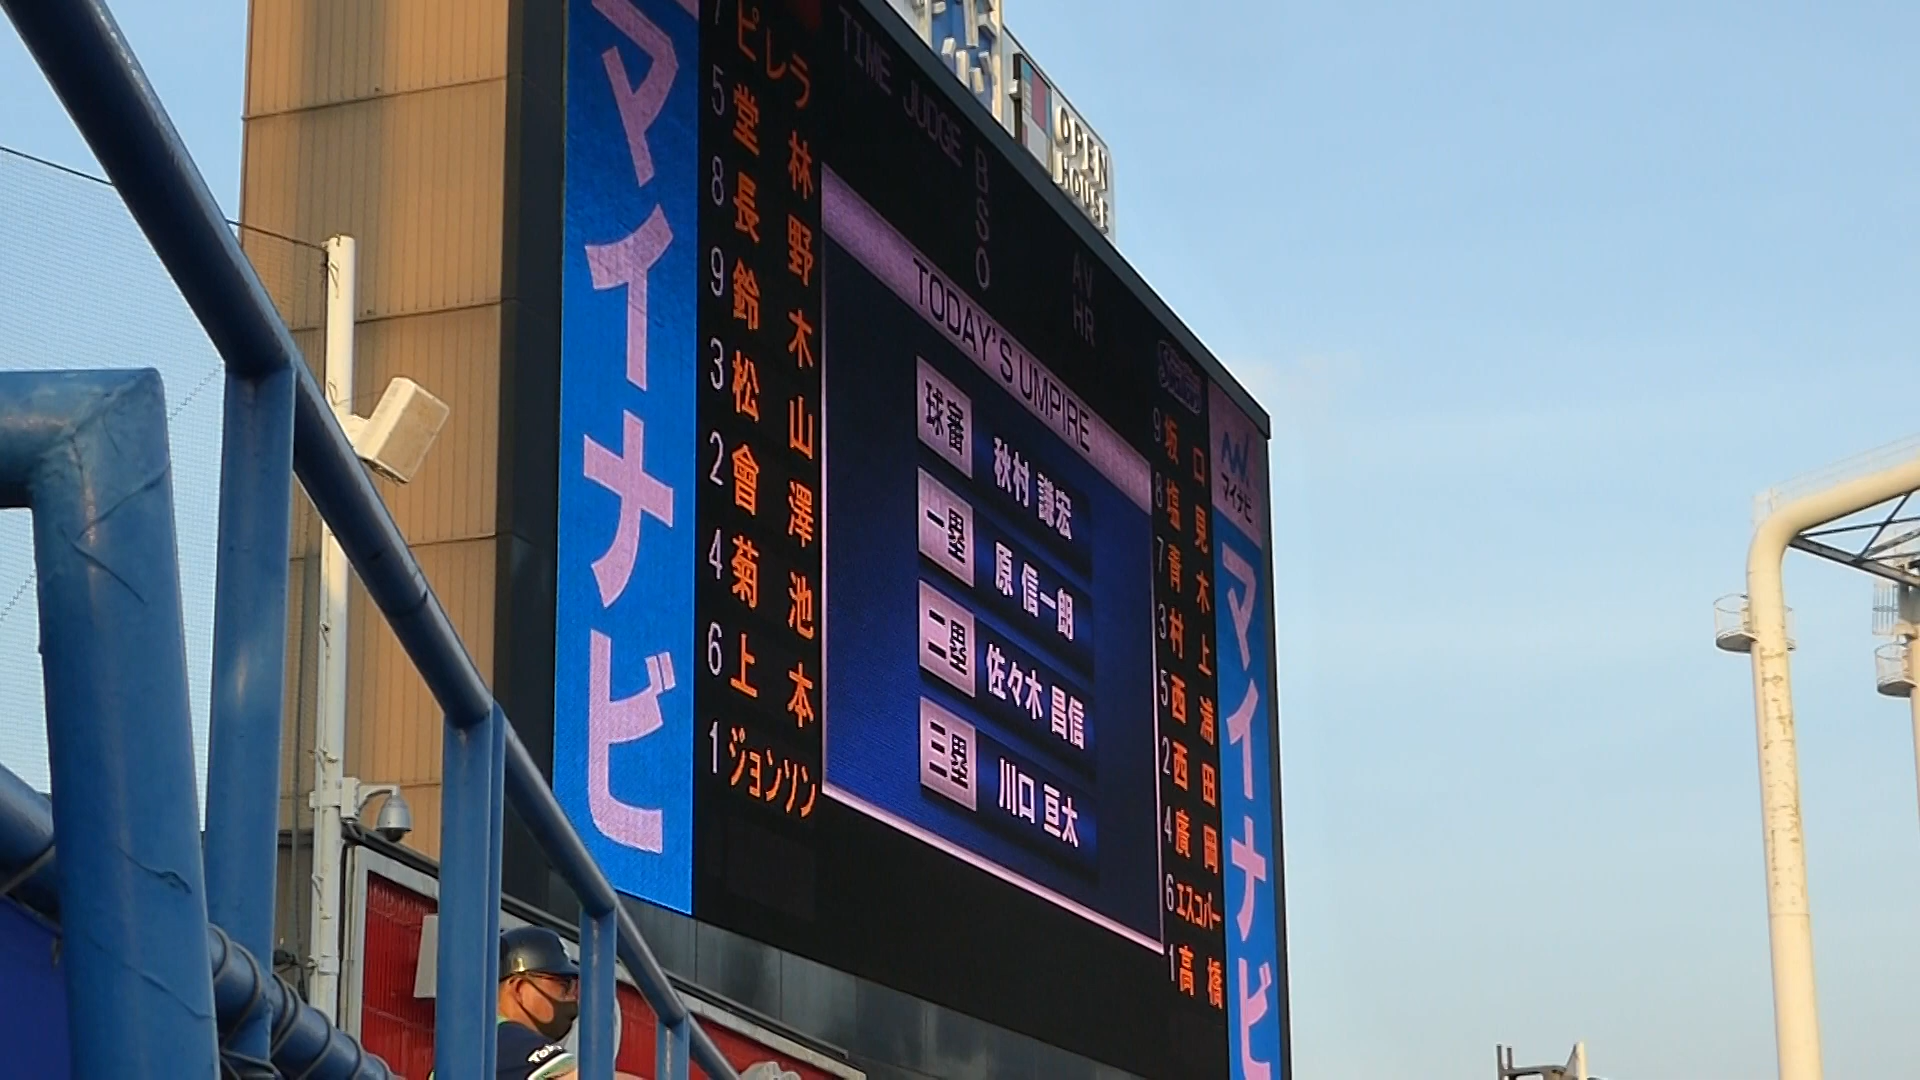 マイナビ
7 ピレラ
5 堂林
8 長野
9 鈴木
3 松山
2 會澤
4 菊池
6 上本
1 ジョンソン
TIME
JUDGE
B
S
O
AV
HR
TODAY'S UMPIRE
球審 秋村 謙宏
一塁 原 信一朗
二塁 佐々木 昌信
三塁 川口 亘太
OPEN
HOUSE
9 坂口
8 塩見
7 青木
3 村上
5 西浦
2 西田
4 廣岡
6 エスコバー
1 高橋
マイナビ
マイナビ